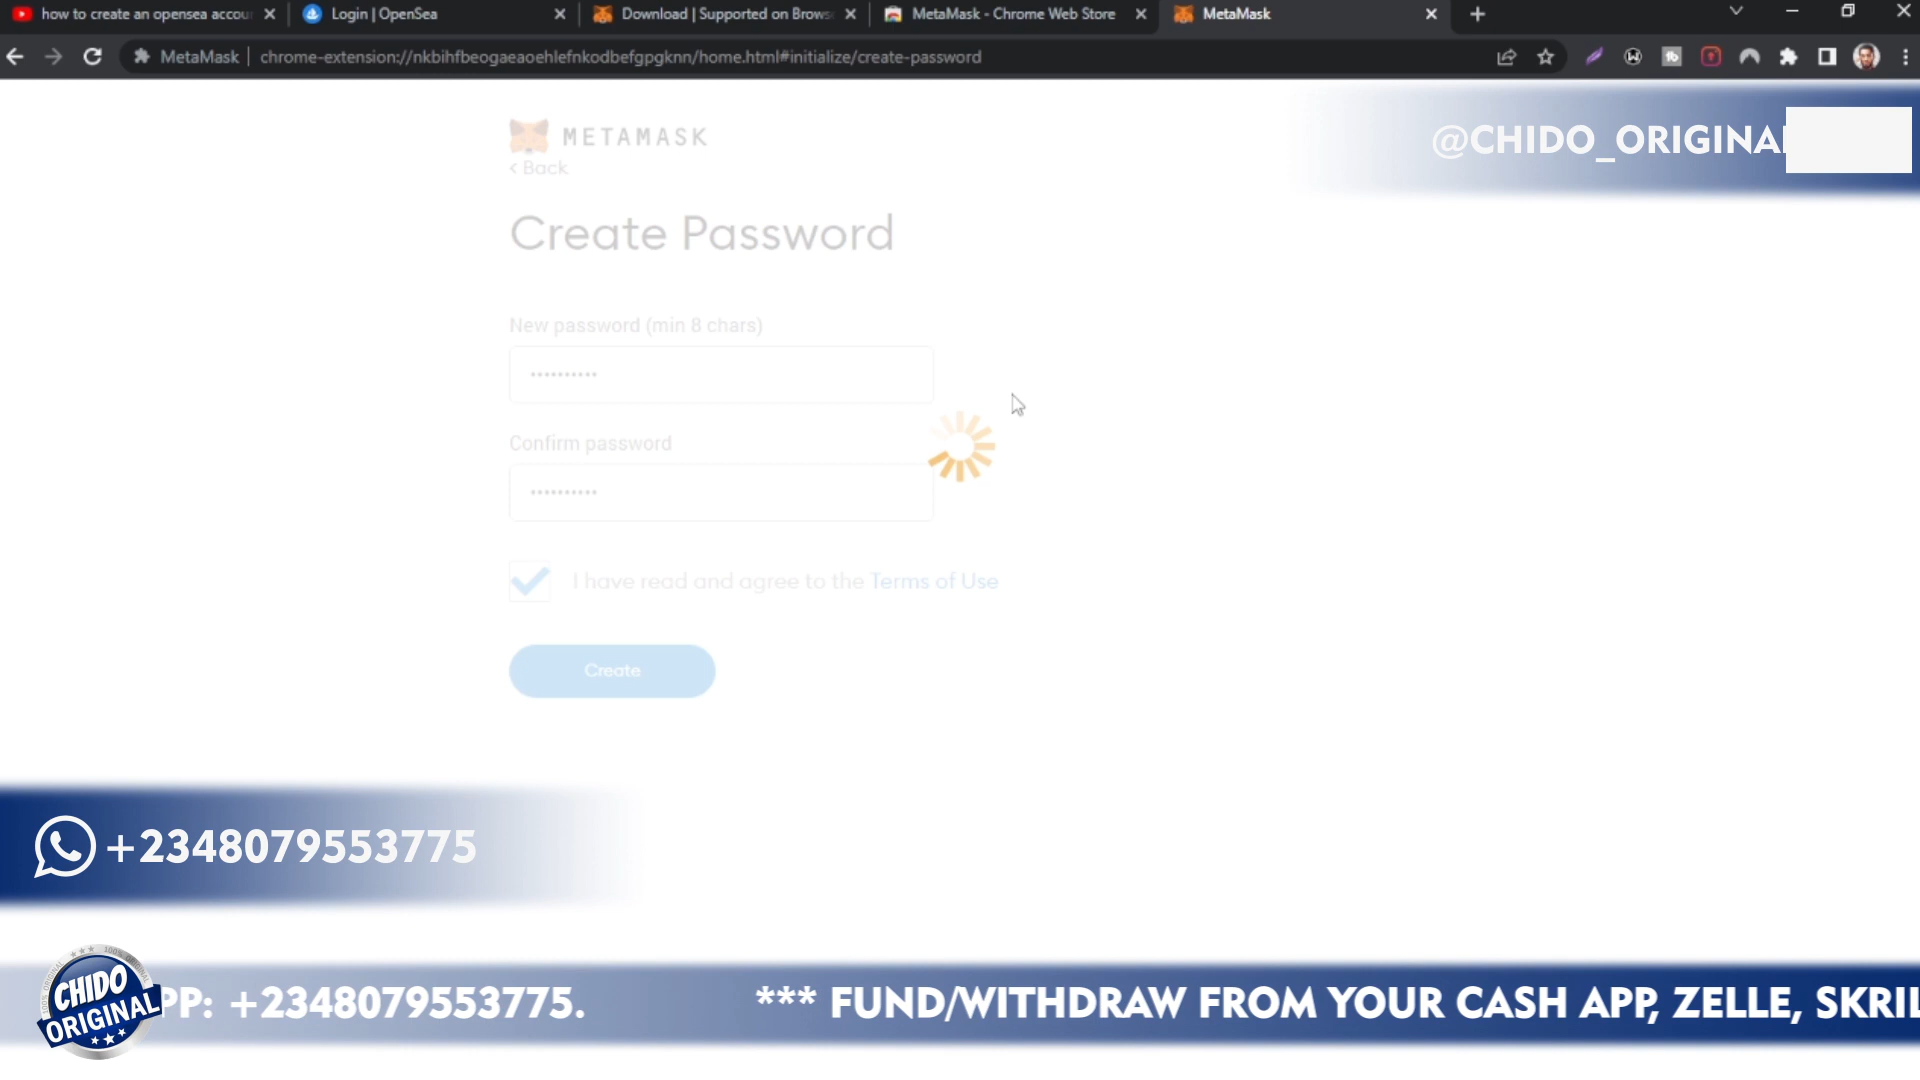 how to create an opensea accou
Login | OpenSea
Download | Supported on Brows
MetaMask - Chrome Web Store
MetaMask
MetaMask
chrome-extension://nkbihfbeogaeaoehlefnkodbefgpgknn/home.html#initialize/create-password
@CHIDO_ORIGINAL
METAMASK
< Back
Create Password
New password (min 8 chars)
••••••••••
Confirm password
••••••••••
I have read and agree to the Terms of Use
Create
+2348079553775
CHIDO
ORIGINAL
PP: +2348079553775.
*** FUND/WITHDRAW FROM YOUR CASH APP, ZELLE, SKRIL